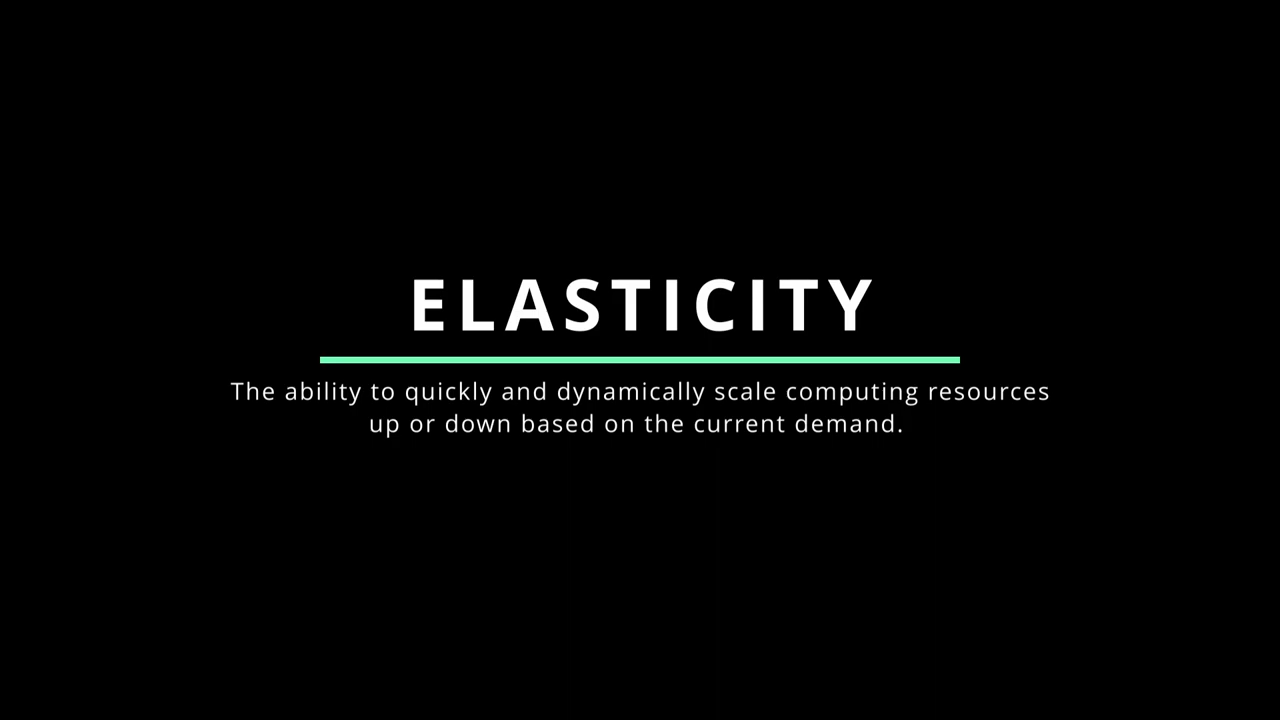 ELASTICITY
The ability to quickly and dynamically scale computing resources
up or down based on the current demand.